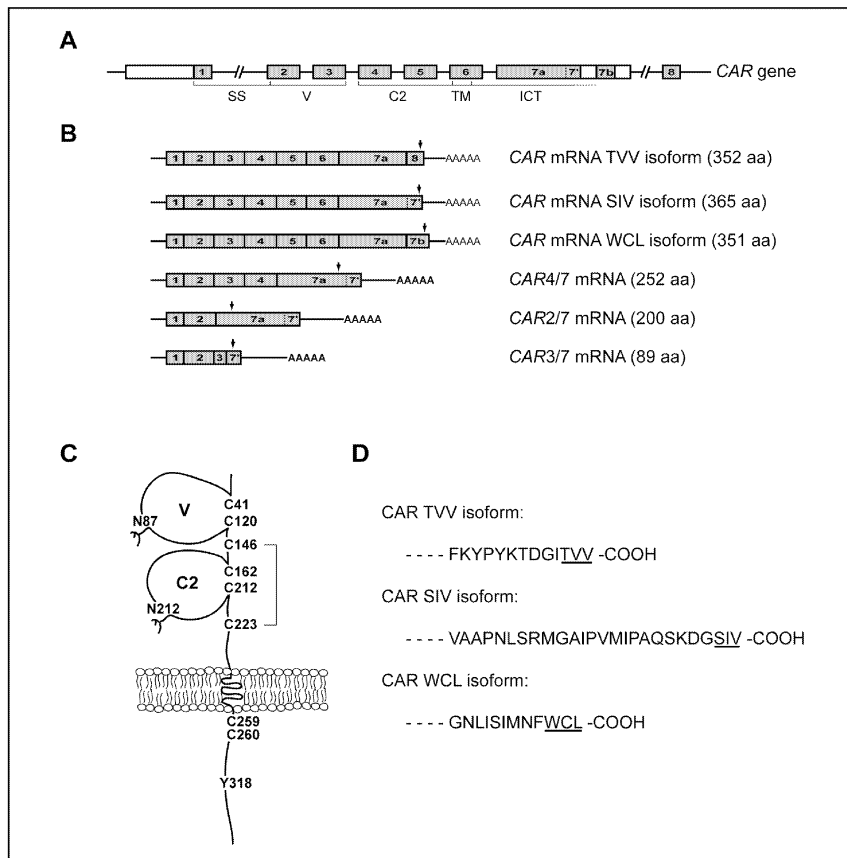 A
1 // 2 3 4 5 6 7a 7' 7b // 8 CAR gene
SS V C2 TM ICT
B
1 2 3 4 5 6 7a 8 AAAAA CAR mRNA TVV isoform (352 aa)
1 2 3 4 5 6 7a 7' AAAAA CAR mRNA SIV isoform (365 aa)
1 2 3 4 5 6 7a 7b AAAAA CAR mRNA WCL isoform (351 aa)
1 2 3 4 7a 7' AAAAA CAR4/7 mRNA (252 aa)
1 2 7a 7' AAAAA CAR2/7 mRNA (200 aa)
1 2 3 7' AAAAA CAR3/7 mRNA (89 aa)
C
V
N87
C41
C120
C146
C2
C162
C212
N212
C223
C259
C260
Y318
D
CAR TVV isoform:
- - - - FKYPYKTDGITVV -COOH
CAR SIV isoform:
- - - - VAAPNLSRMGAIPVMIPAQSKDGSIV -COOH
CAR WCL isoform:
- - - - GNLISIMNFWCL -COOH